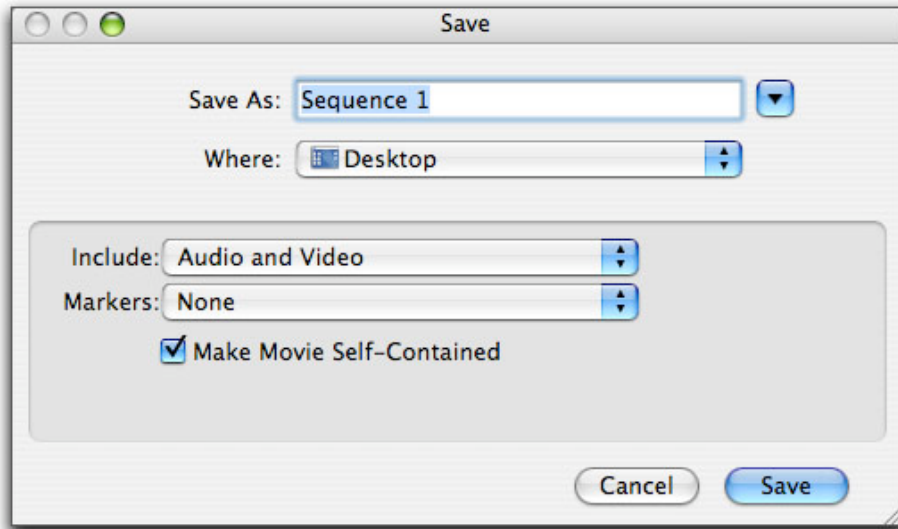 Save
Save As: Sequence 1
Where: Desktop
Include: Audio and Video
Markers: None
Make Movie Self-Contained
Cancel Save